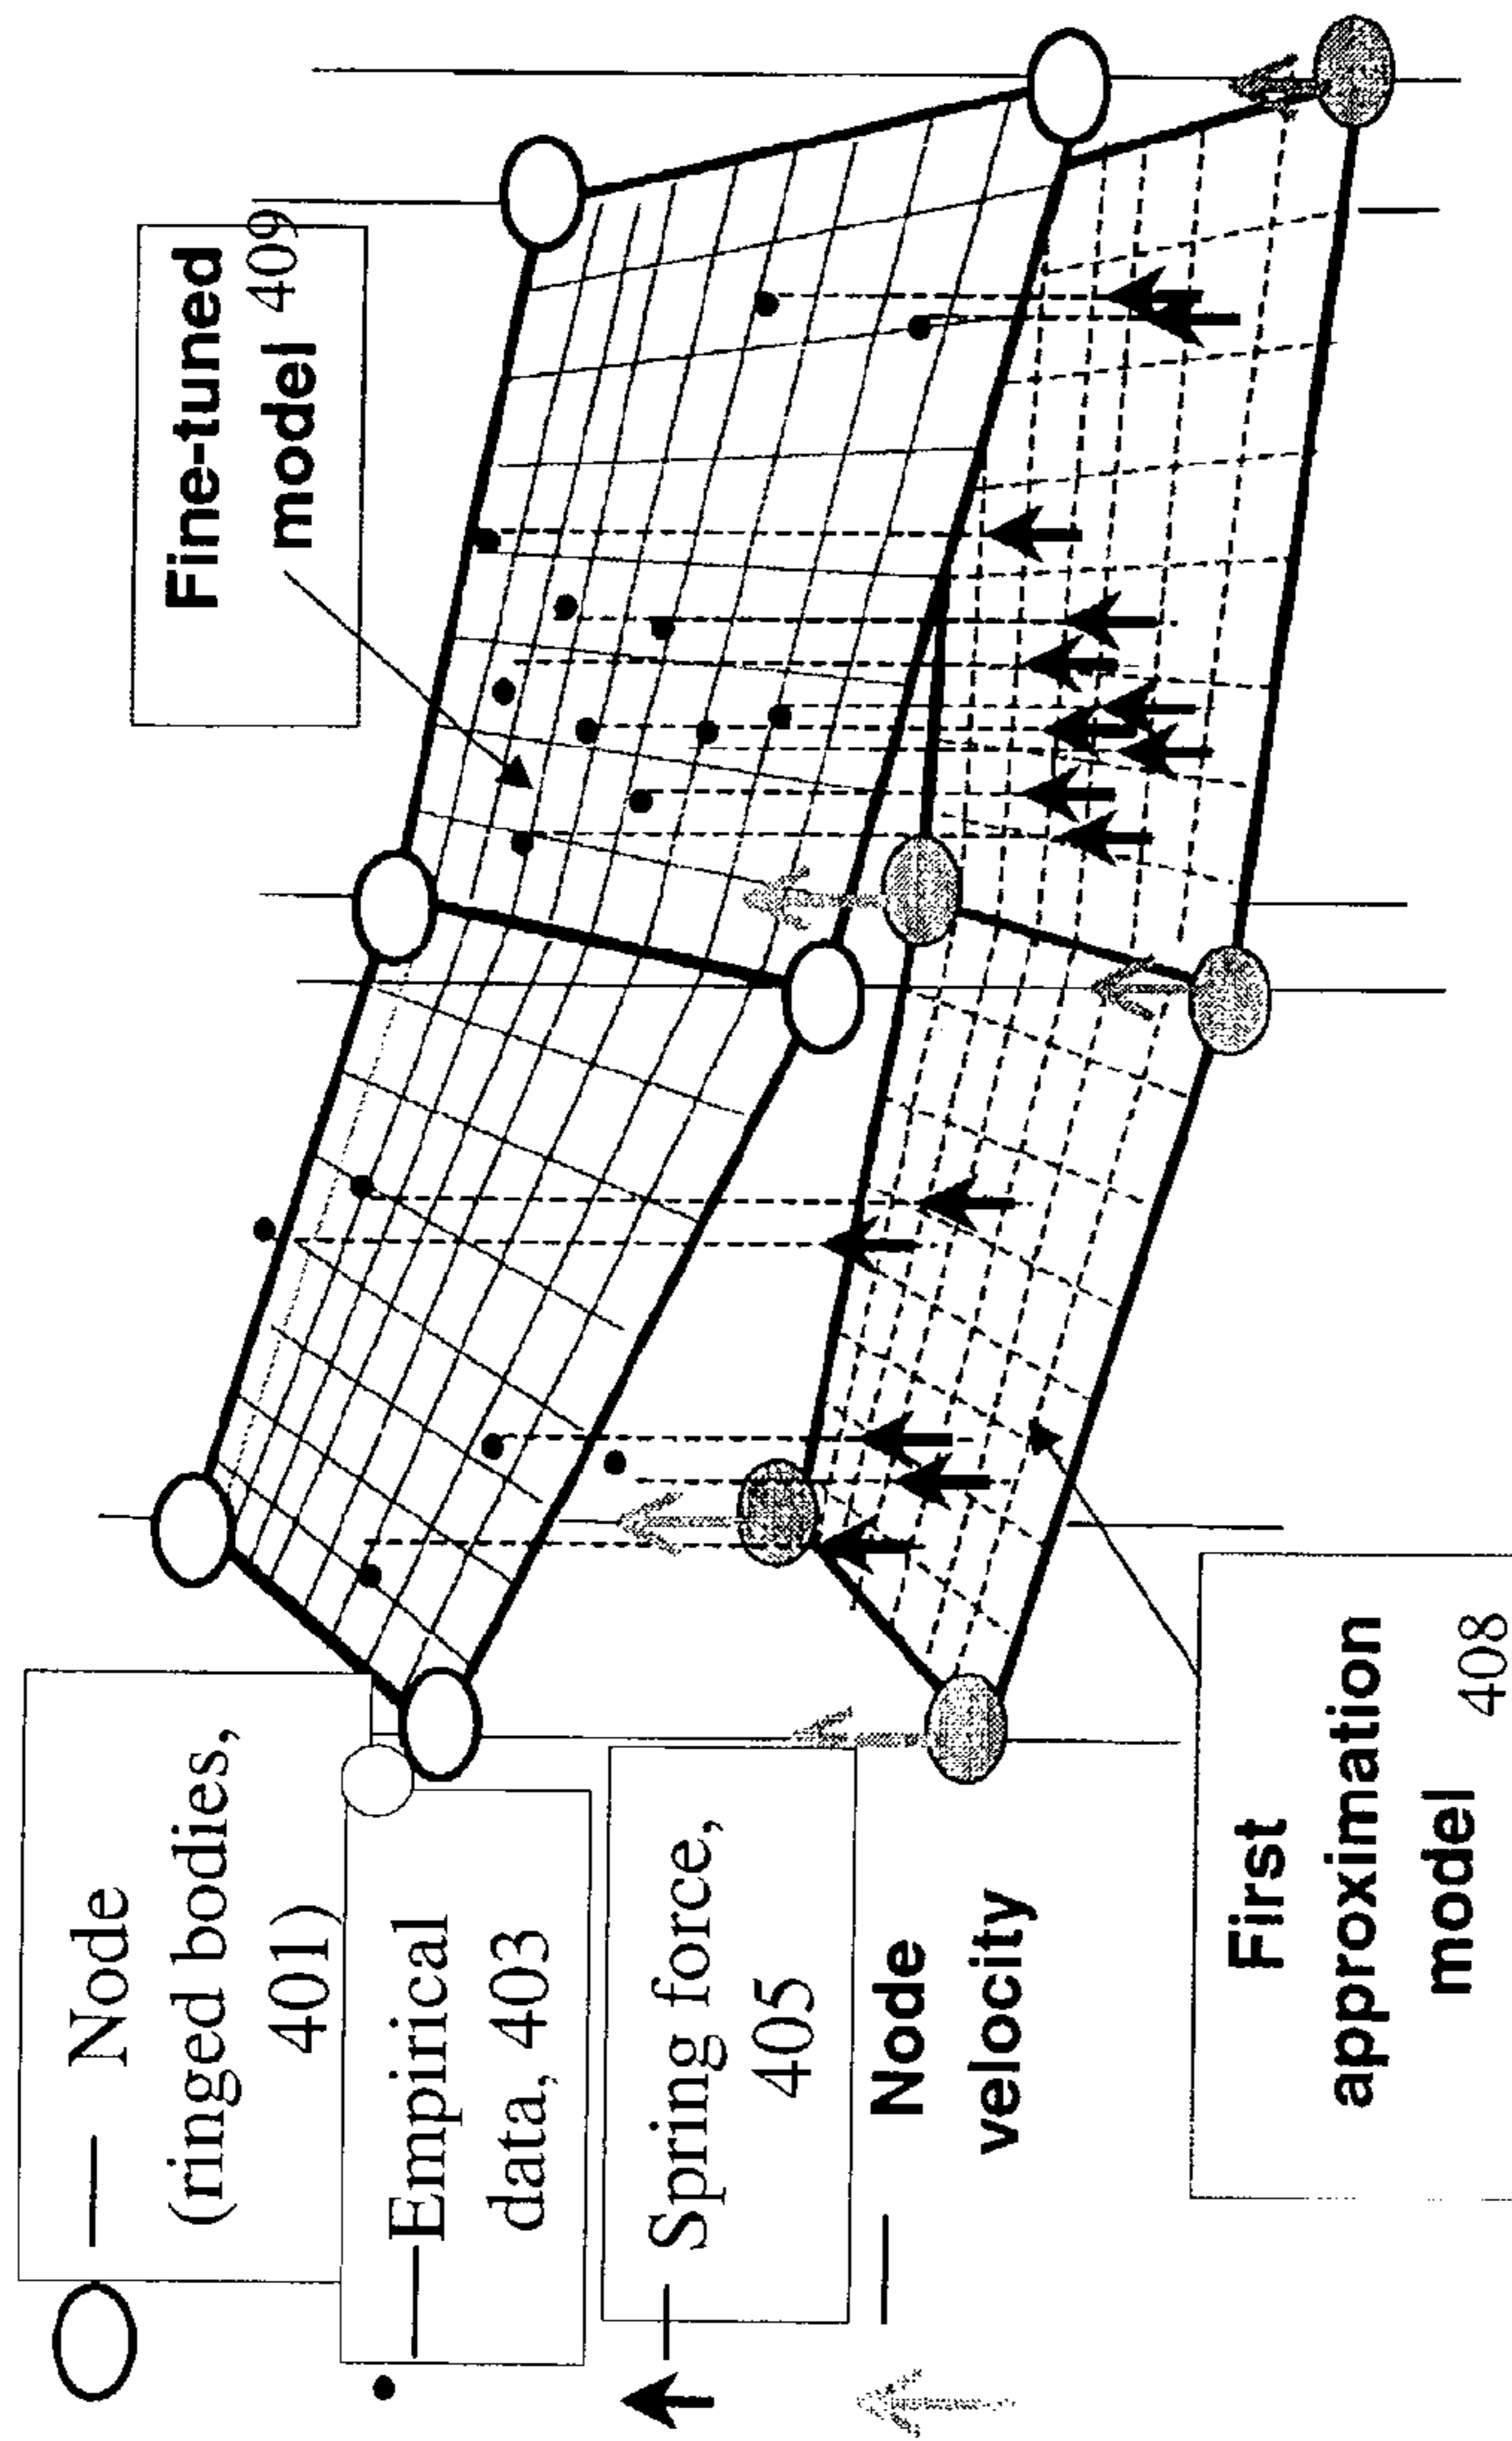 Node
(ringed bodies,
401)
Empirical
data, 403
Spring force,
405
Node
velocity
Fine-tuned
model 409
First
approximation
model 408